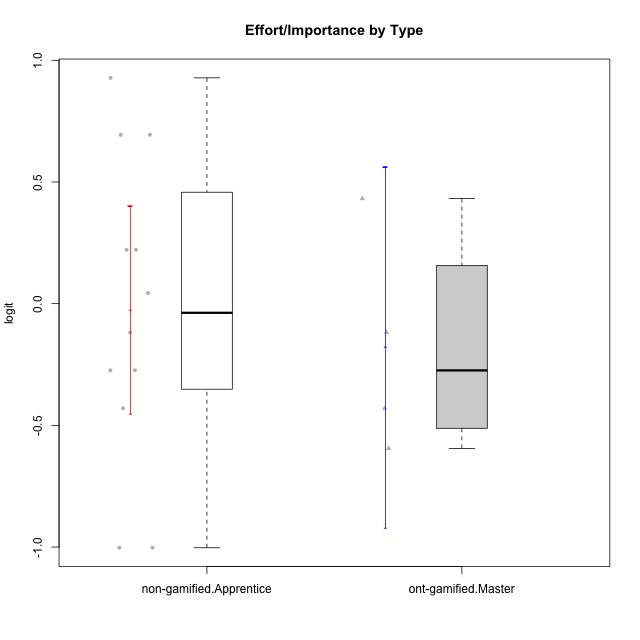 Effort/Importance by Type
1.0
0.5
0.0
-0.5
-1.0
logit
non-gamified.Apprentice
ont-gamified.Master